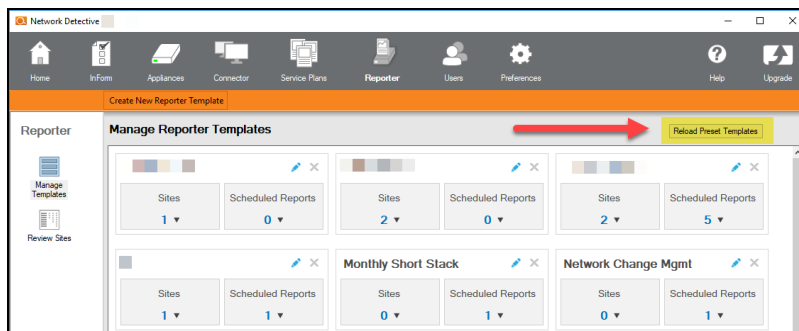 Network Detective
Home InForm Appliances Connector Service Plans Reporter Users Preferences Help Upgrade
Create New Reporter Template
Reporter
Manage Reporter Templates
Reload Preset Templates
Manage
Templates
Review Sites
Sites Scheduled Reports Sites Scheduled Reports Sites Scheduled Reports
1 0 2 0 2 5
Monthly Short Stack Network Change Mgmt
Sites Scheduled Reports Sites Scheduled Reports Sites Scheduled Reports
1 1 0 1 0 1